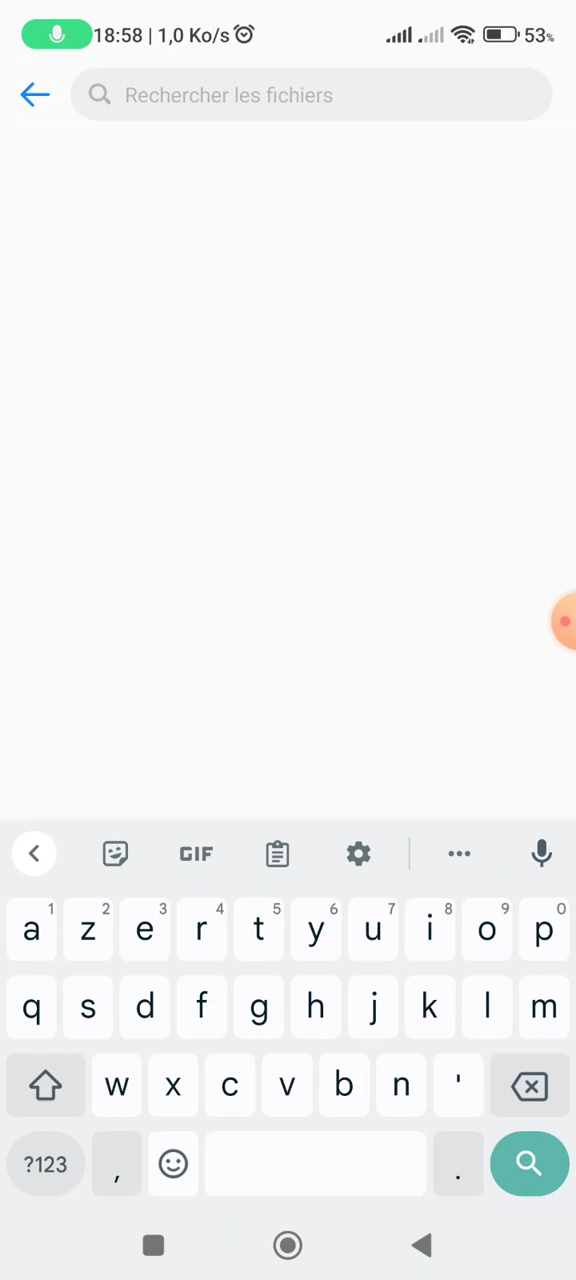 18:58 | 1,0 Ko/s 53%
Rechercher les fichiers
GIF
1 2 3 4 5 6 7 8 9 0
a z e r t y u i o p
q s d f g h j k l m
w x c v b n '
?123 , .